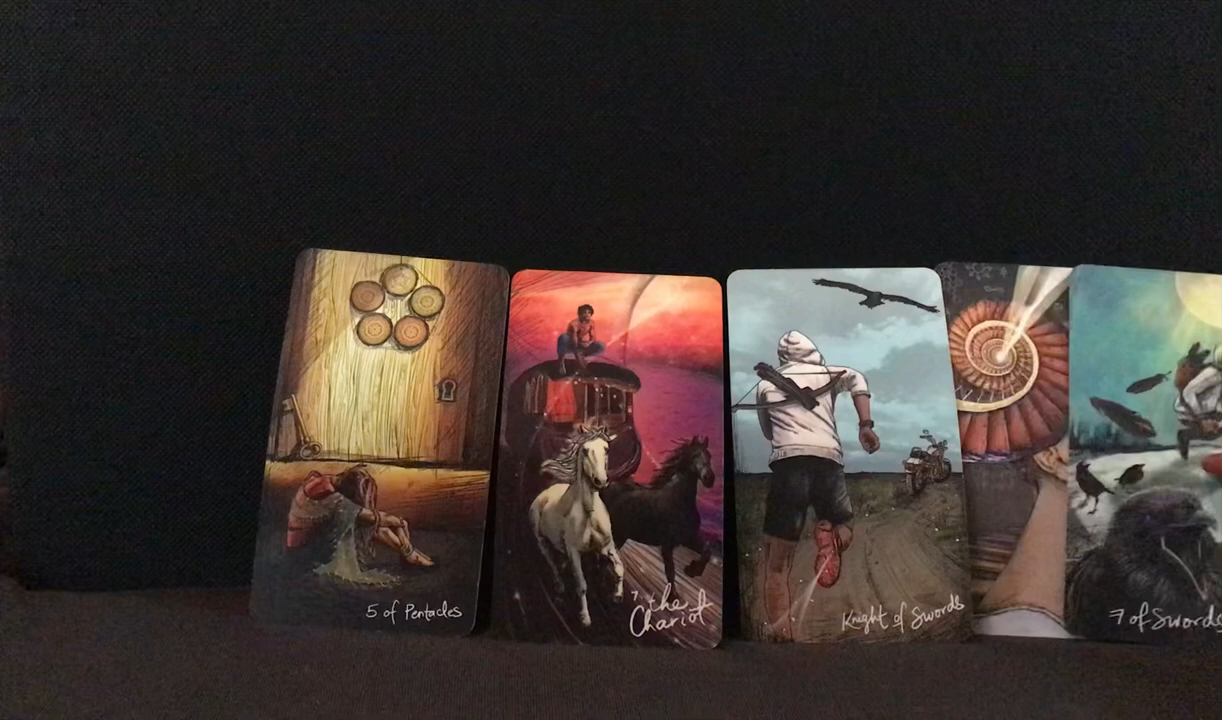 5 of Pentacles
7 the
Chariot
Knight of Swords
7 of Swords